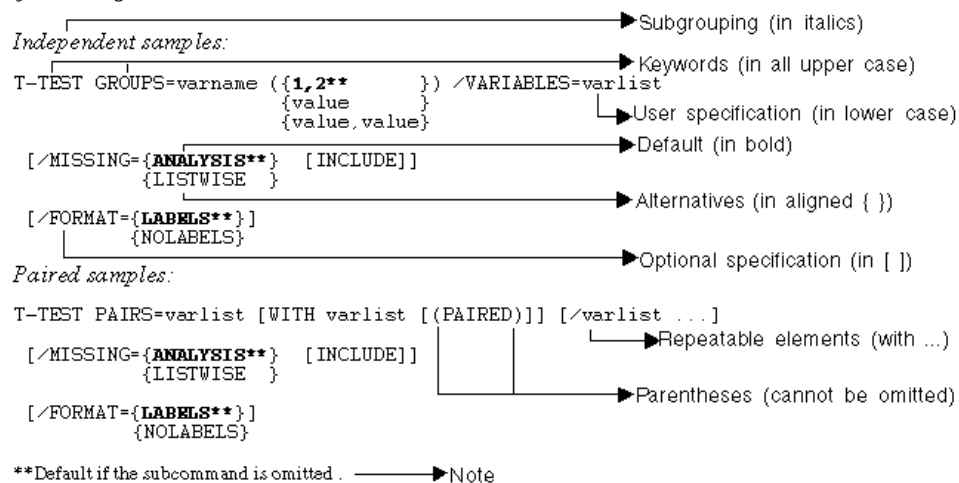 Subgrouping (in italics)
Independent samples:
Keywords (in all upper case)
T-TEST GROUPS=varname ({1,2** }) /VARIABLES=varlist
{value }
{value,value}
User specification (in lower case)
Default (in bold)
[/MISSING={ANALYSIS**} [INCLUDE]]
{LISTWISE }
Alternatives (in aligned { })
[/FORMAT={LABELS**}]
{NOLABELS}
Optional specification (in [ ])
Paired samples:
T-TEST PAIRS=varlist [WITH varlist [(PAIRED)]] [/varlist ...]
Repeatable elements (with ...)
[/MISSING={ANALYSIS**} [INCLUDE]]
{LISTWISE }
Parentheses (cannot be omitted)
[/FORMAT={LABELS**}]
{NOLABELS}
**Default if the subcommand is omitted .
Note